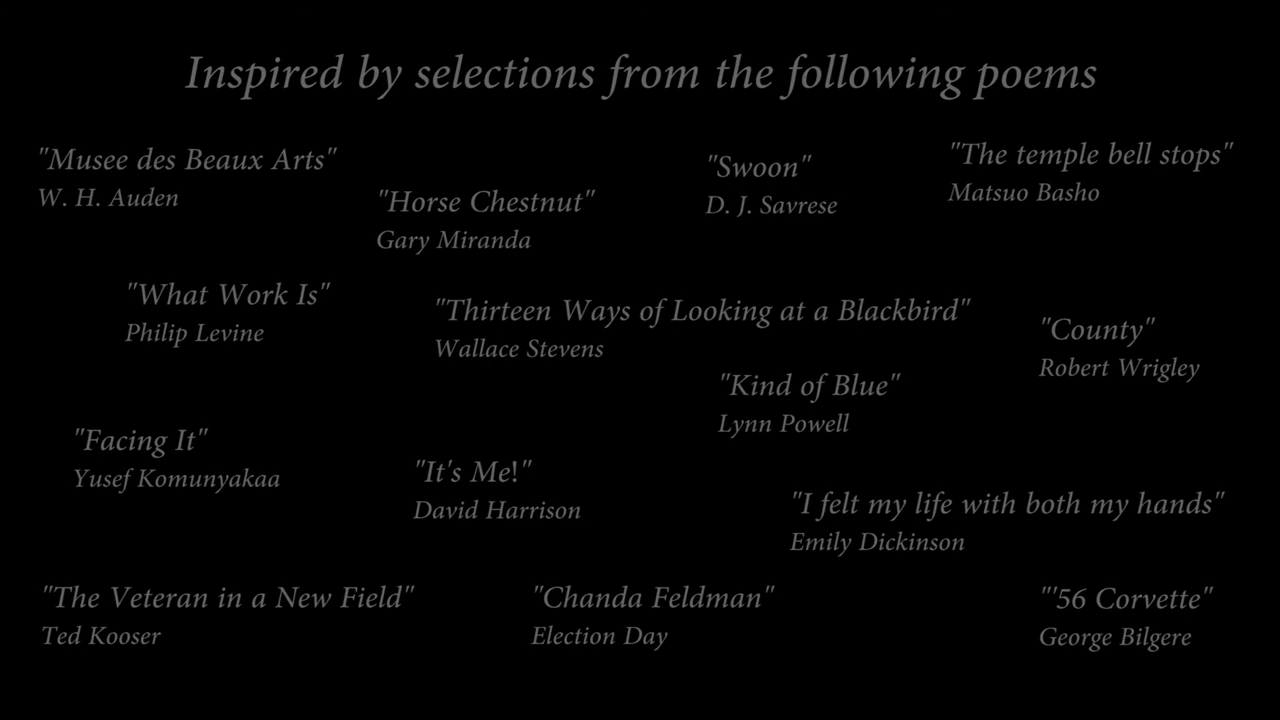 Inspired by selections from the following poems
"Musee des Beaux Arts"
W. H. Auden
"Horse Chestnut"
Gary Miranda
"Swoon"
D. J. Savrese
"The temple bell stops"
Matsuo Basho
"What Work Is"
Philip Levine
"Thirteen Ways of Looking at a Blackbird"
Wallace Stevens
"County"
Robert Wrigley
"Kind of Blue"
Lynn Powell
"Facing It"
Yusef Komunyakaa
"It's Me!"
David Harrison
"I felt my life with both my hands"
Emily Dickinson
"The Veteran in a New Field"
Ted Kooser
"Chanda Feldman"
Election Day
"'56 Corvette"
George Bilgere